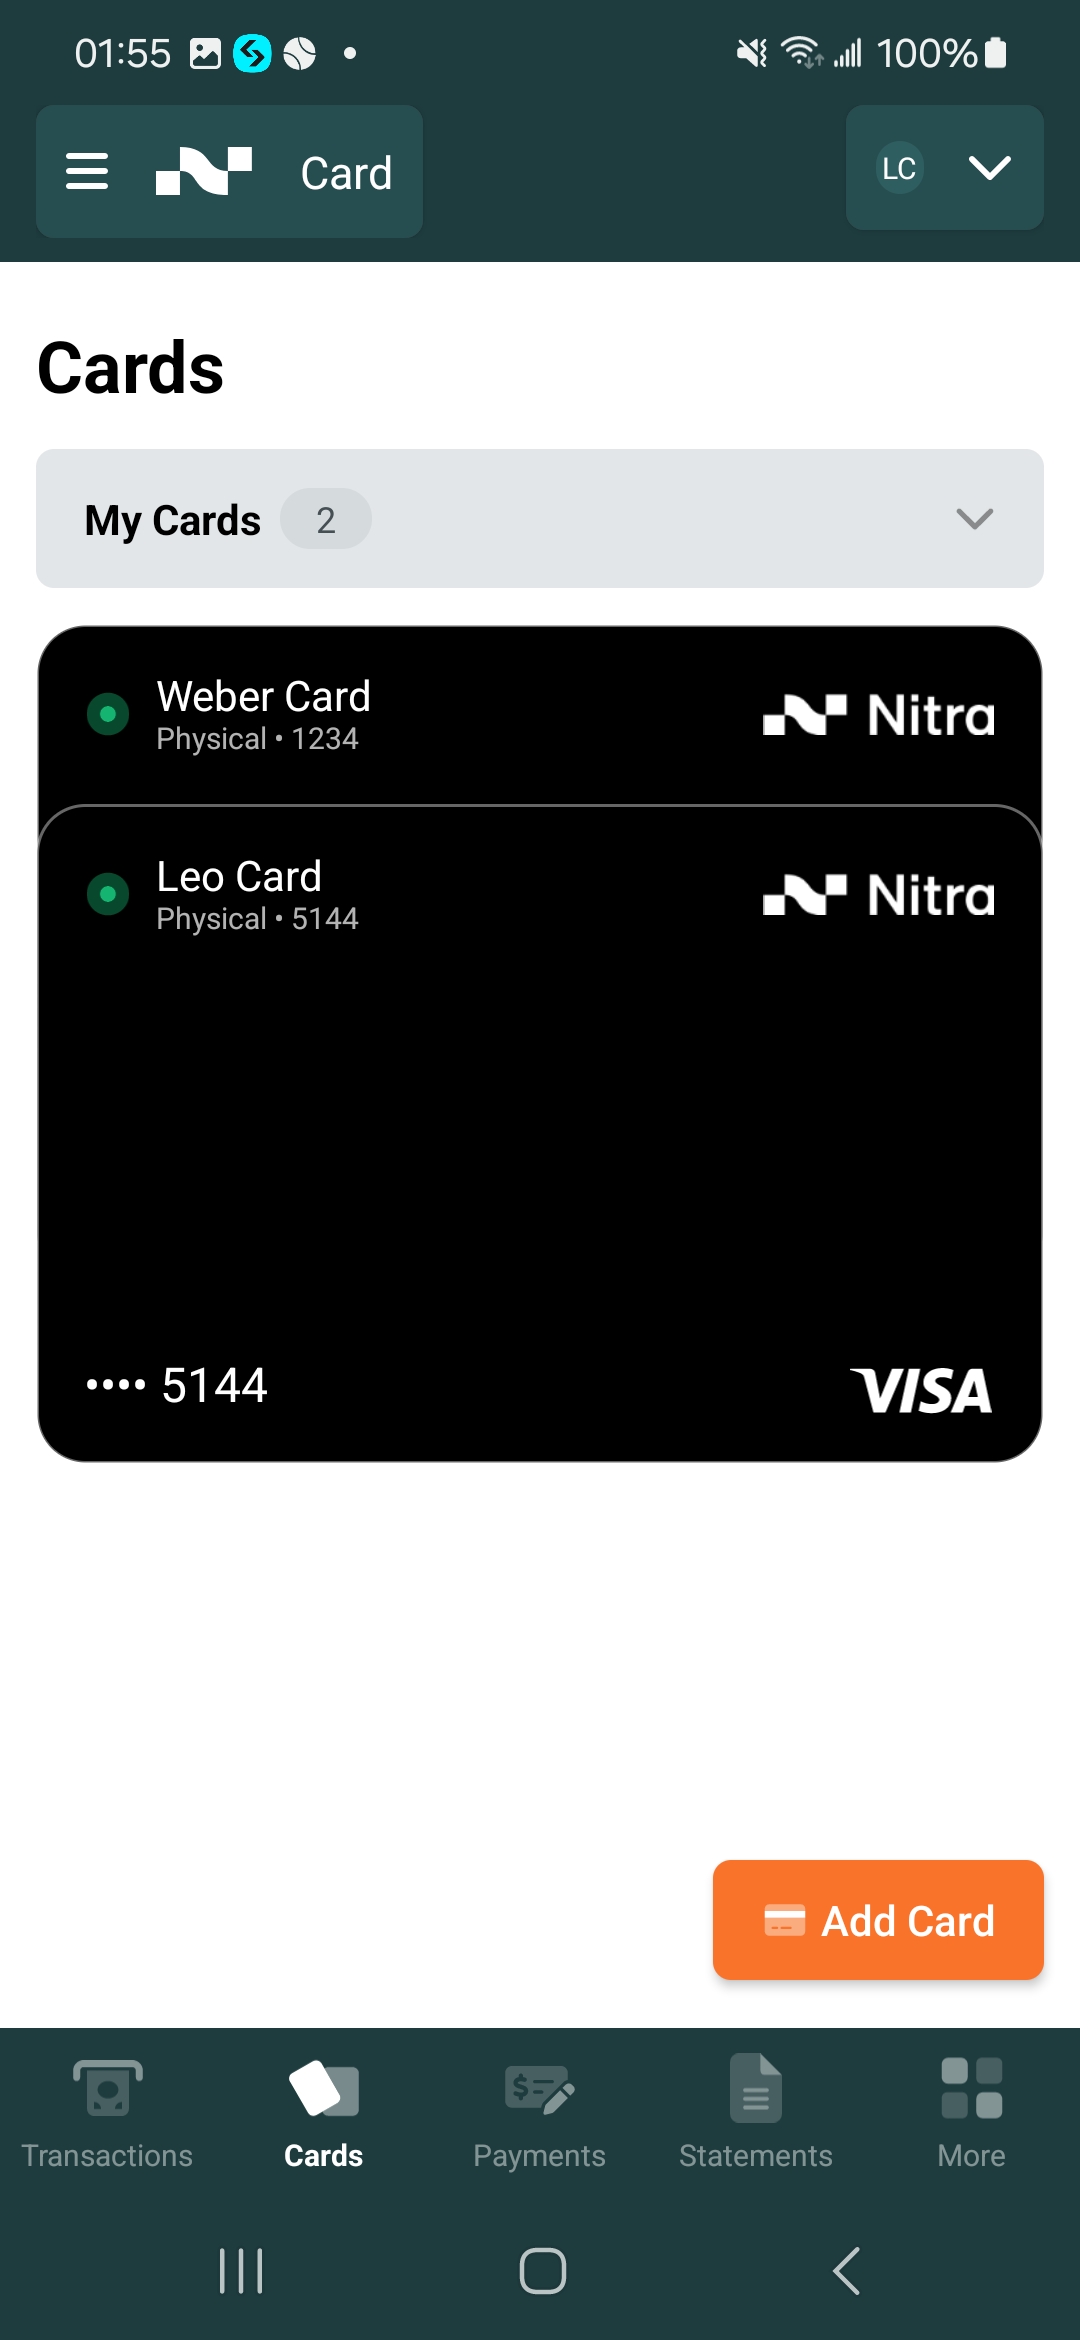 01:55
100%
Card
LC
Cards
My Cards 2
Weber Card
Physical • 1234
Nitra
Leo Card
Physical • 5144
Nitra
•••• 5144
VISA
Add Card
Transactions
Cards
Payments
Statements
More